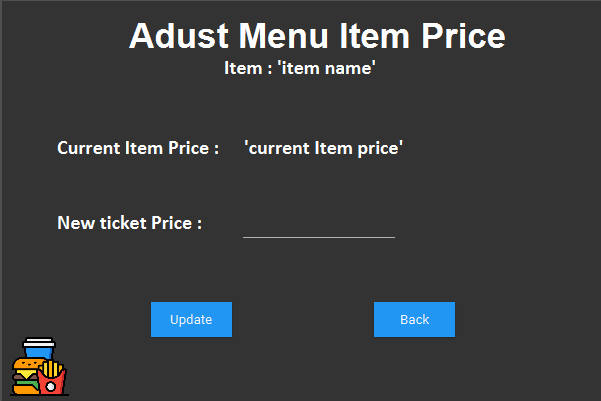 Adust Menu Item Price
Item : 'item name'
Current Item Price : 'current Item price'
New ticket Price :
Update Back